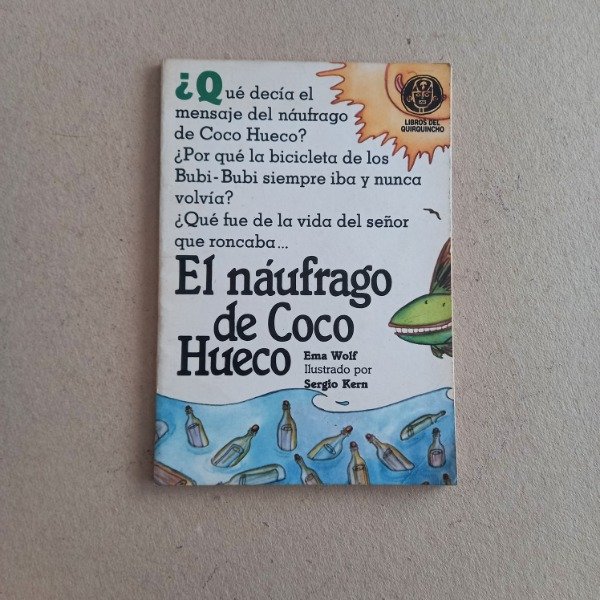 ¿Qué decía el
mensaje del náufrago
de Coco Hueco?
¿Por qué la bicicleta de los
Bubi-Bubi siempre iba y nunca
volvía?
¿Qué fue de la vida del señor
que roncaba...
El náufrago
de Coco
Hueco
Ema Wolf
Ilustrado por
Sergio Kern
LIBROS DEL
QUIRQUINCHO